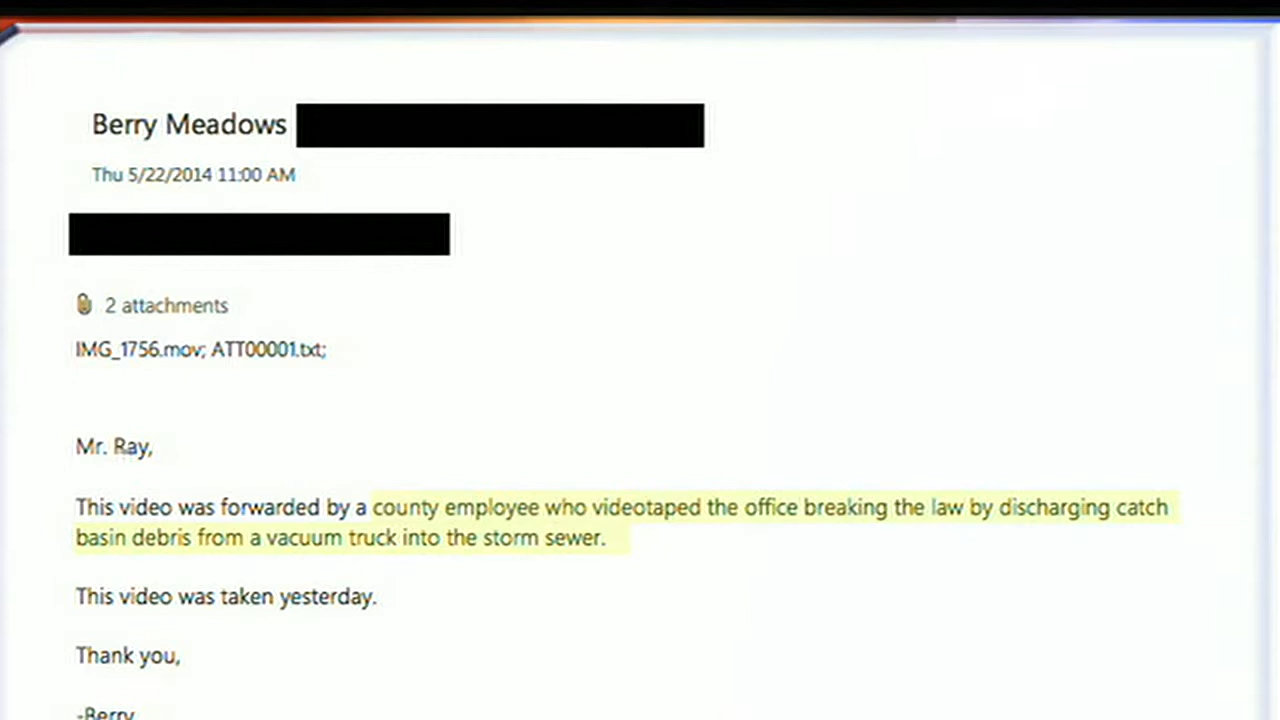 Berry Meadows
Thu 5/22/2014 11:00 AM
2 attachments
IMG_1756.mov; ATT00001.txt;
Mr. Ray,
This video was forwarded by a county employee who videotaped the office breaking the law by discharging catch
basin debris from a vacuum truck into the storm sewer.
This video was taken yesterday.
Thank you,
-Berry